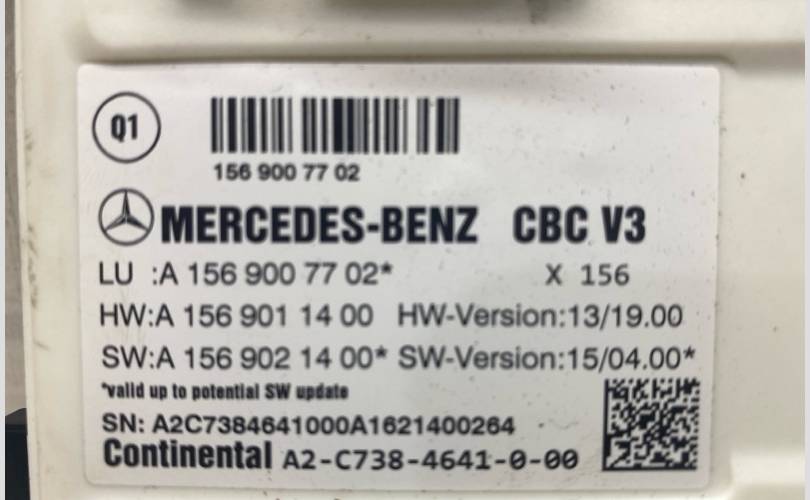 Q1
156 900 77 02
MERCEDES-BENZ CBC V3
LU :A 156 900 77 02* X 156
HW:A 156 901 14 00 HW-Version:13/19.00
SW:A 156 902 14 00* SW-Version:15/04.00*
*valid up to potential SW update
SN: A2C7384641000A1621400264
Continental A2-C738-4641-0-00